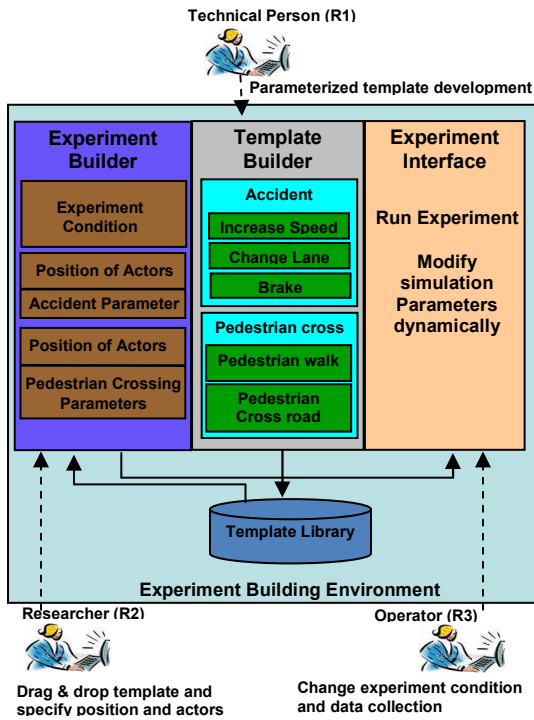 Technical Person (R1)
Parameterized template development
Experiment
Builder
Experiment
Condition
Position of Actors
Accident Parameter
Position of Actors
Pedestrian Crossing
Parameters
Template
Builder
Accident
Increase Speed
Change Lane
Brake
Pedestrian cross
Pedestrian walk
Pedestrian
Cross road
Experiment
Interface
Run Experiment
Modify
simulation
Parameters
dynamically
Template Library
Experiment Building Environment
Researcher (R2)
Drag & drop template and
specify position and actors
Operator (R3)
Change experiment condition
and data collection